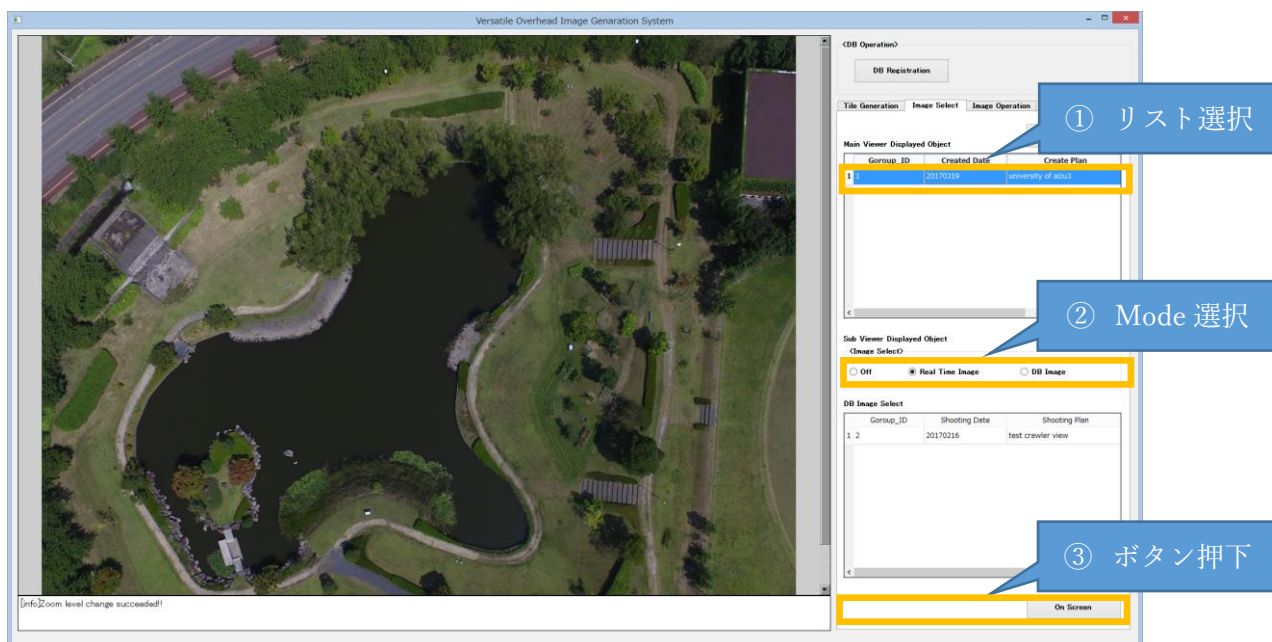 Versatile Overhead Image Genaration System
<DB Operation>
DB Registration
Tile Generation Image Select Image Operation
① リスト選択
Main Viewer Displayed Object
Goroup_ID Created Date Create Plan
1 1 20170319 university of aizu3
② Mode 選択
Sub Viewer Displayed Object
<Image Select>
Off Real Time Image DB Image
DB Image Select
Goroup_ID Shooting Date Shooting Plan
1 2 20170216 test crawler view
③ ボタン押下
[info]Zoom level change succeeded!!
On Screen